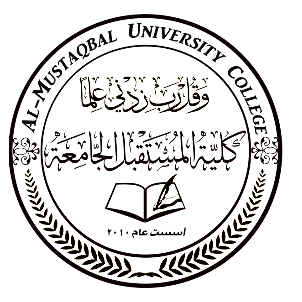 AL-MUSTAQBAL UNIVERSITY COLLEGE
وقل رب زدني علما
كلية المستقبل الجامعة
أسست عام ٢٠١٠